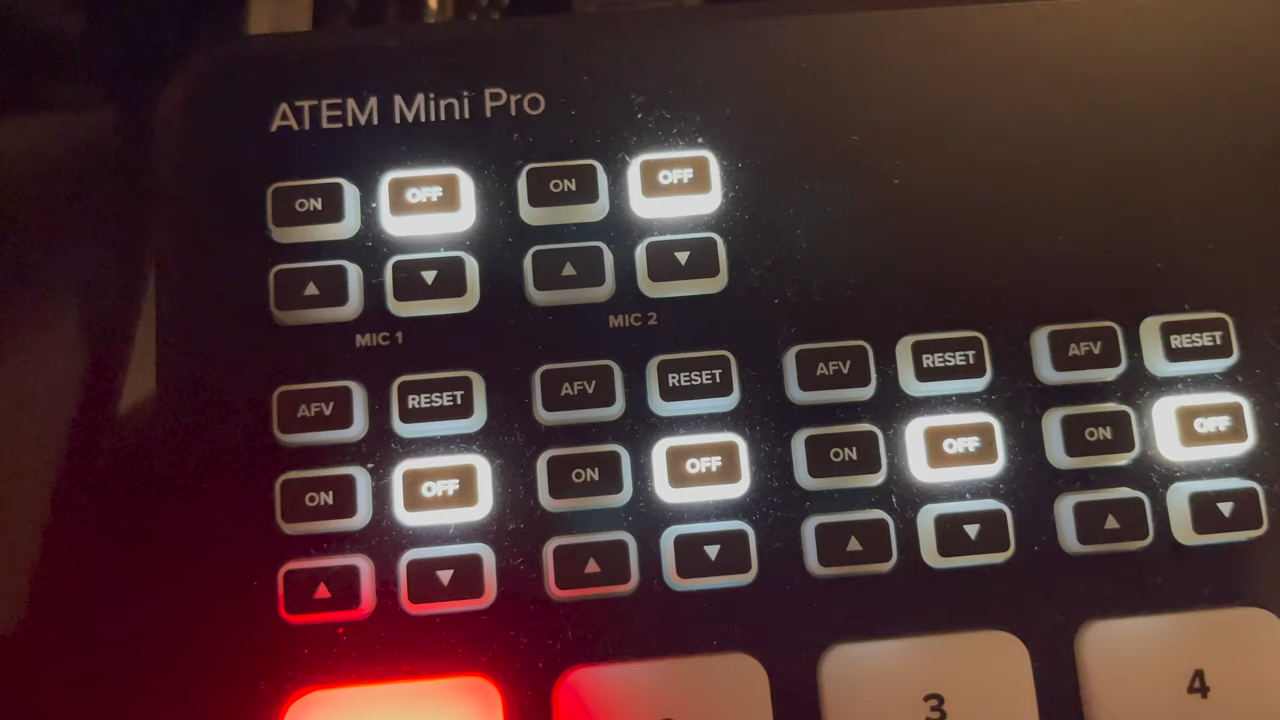 ATEM Mini Pro
ON OFF ON OFF
▲ ▼ ▲ ▼
MIC 1 MIC 2
AFV RESET AFV RESET AFV RESET AFV RESET
ON OFF ON OFF ON OFF ON OFF
▲ ▼ ▲ ▼ ▲ ▼ ▲ ▼
3 4